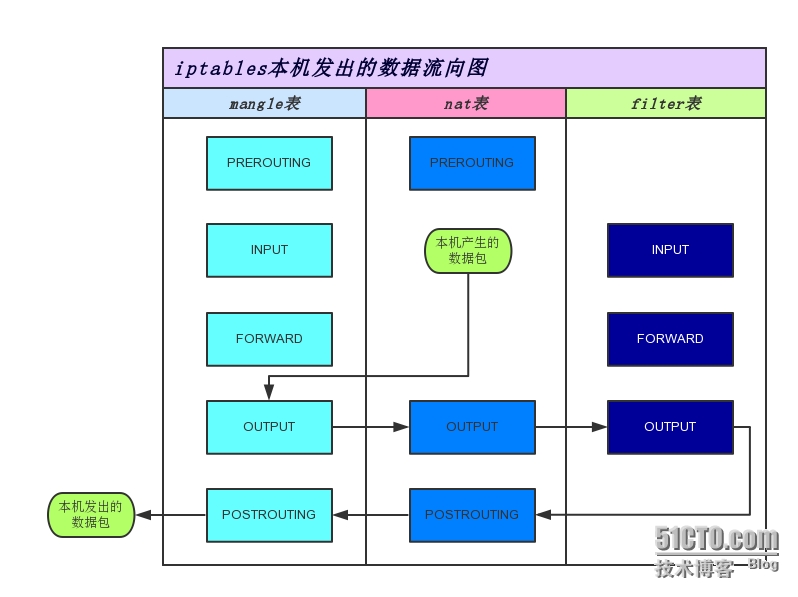 iptables本机发出的数据流向图
mangle表
nat表
filter表
PREROUTING
PREROUTING
INPUT
本机产生的
数据包
INPUT
FORWARD
FORWARD
OUTPUT
OUTPUT
OUTPUT
本机发出的
数据包
POSTROUTING
POSTROUTING
51CTO.com
技术博客
Blog